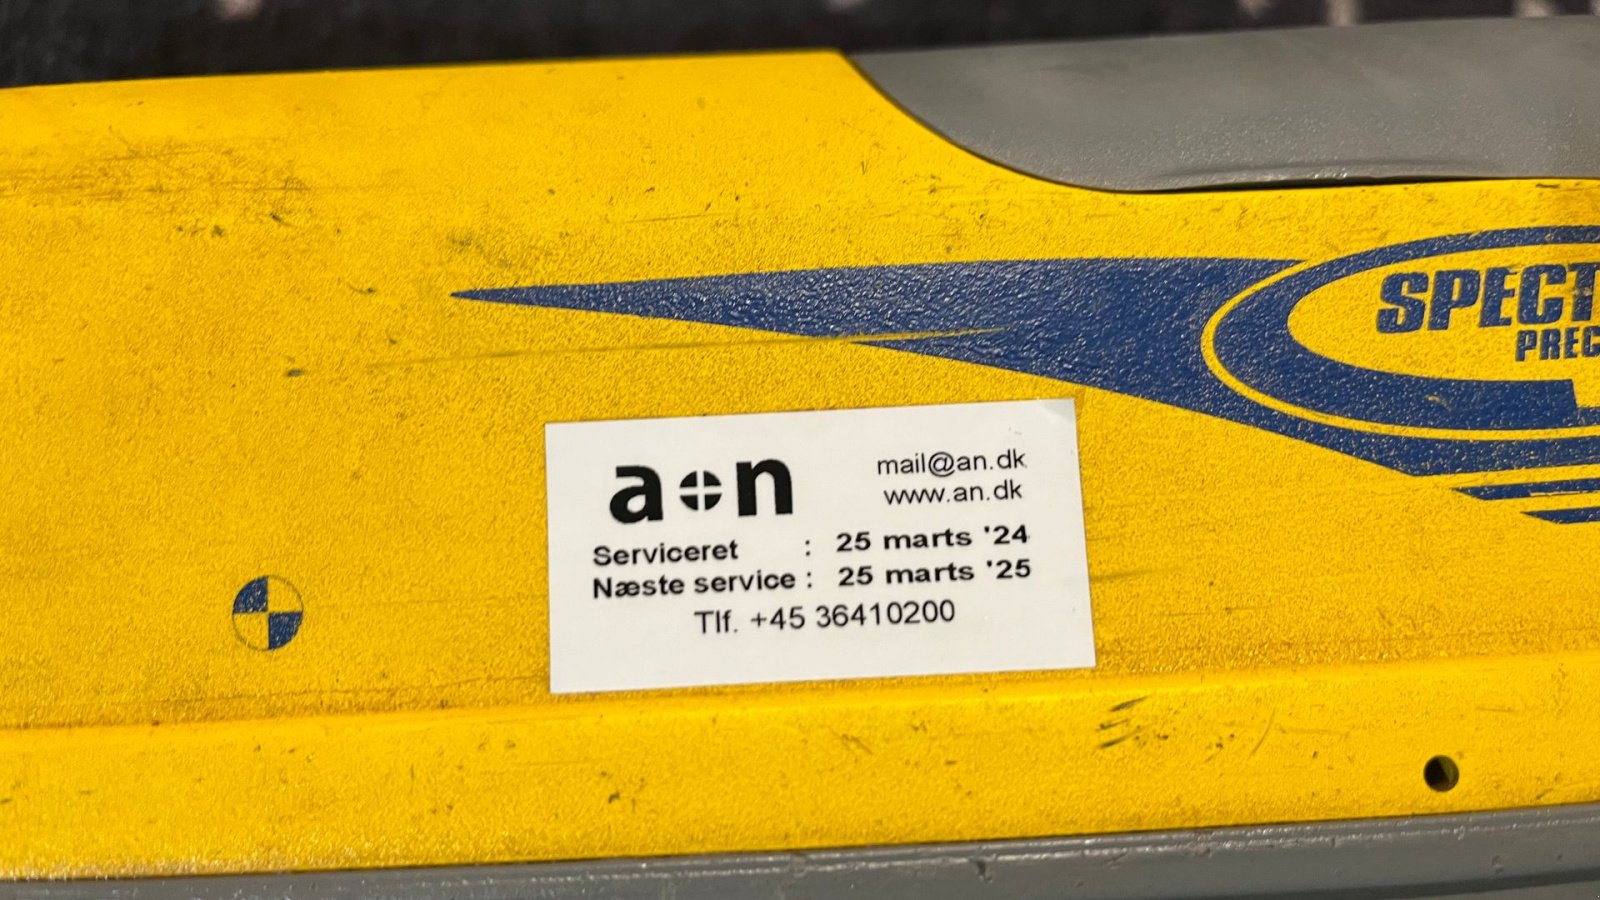 SPECT
PREC
a n
mail@an.dk
www.an.dk
Serviceret : 25 marts '24
Næste service : 25 marts '25
Tlf. +45 36410200